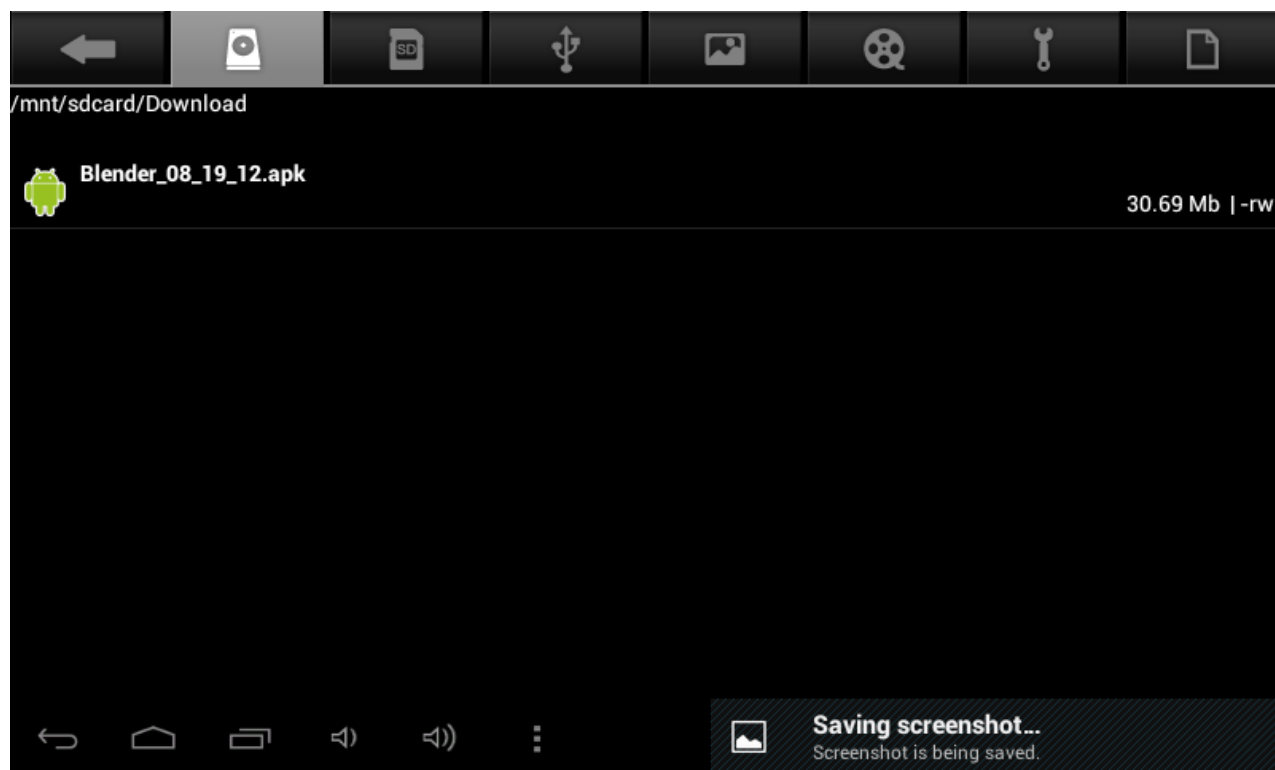 SD
/mnt/sdcard/Download
Blender_08_19_12.apk
30.69 Mb | -rw
Saving screenshot...
Screenshot is being saved.